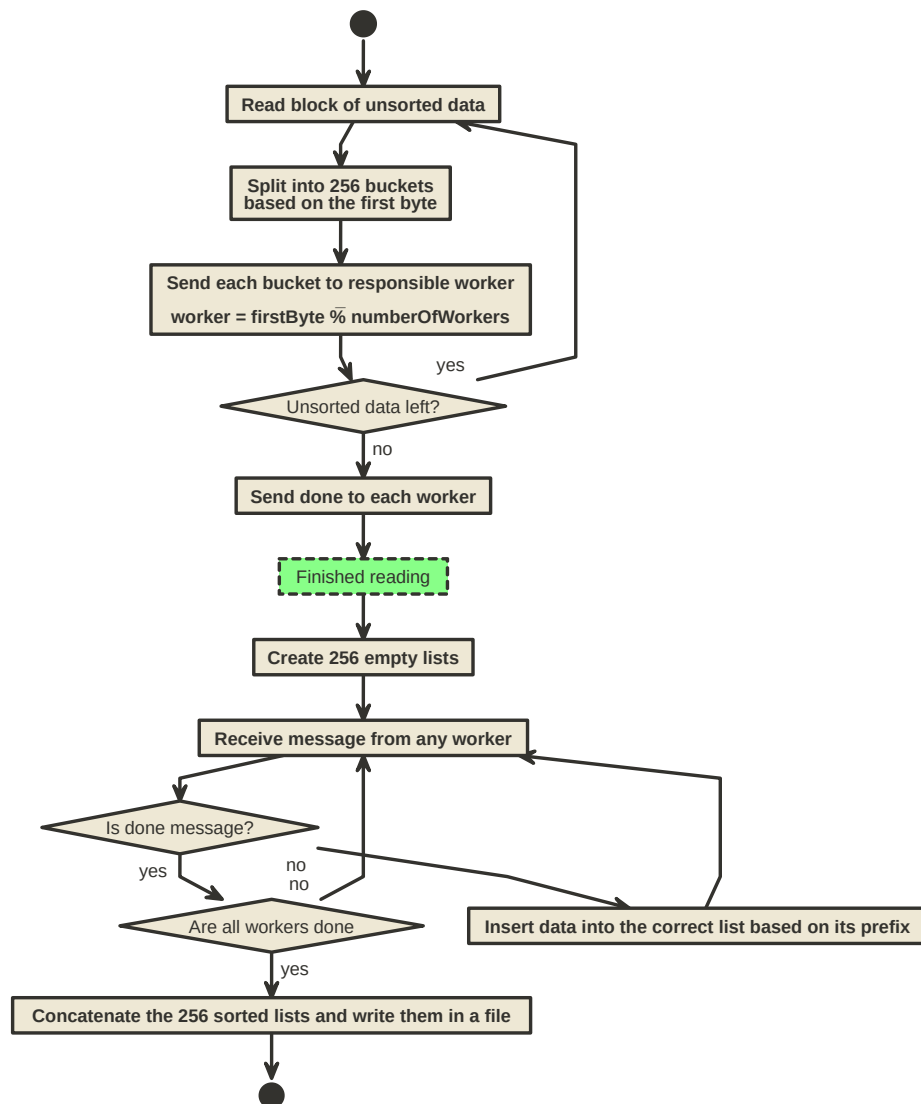 Read block of unsorted data
Split into 256 buckets
based on the first byte
Send each bucket to responsible worker
worker = firstByte % numberOfWorkers
yes
Unsorted data left?
no
Send done to each worker
Finished reading
Create 256 empty lists
Receive message from any worker
Is done message?
yes
no
no
Are all workers done
Insert data into the correct list based on its prefix
yes
Concatenate the 256 sorted lists and write them in a file